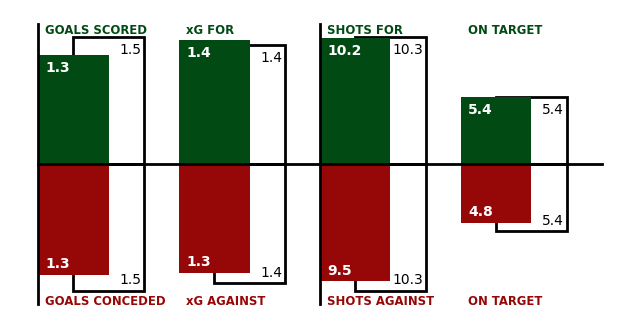 GOALS SCORED xG FOR SHOTS FOR ON TARGET
1.3 1.5 1.4 1.4 10.2 10.3 5.4 5.4
1.3 1.5 1.3 1.4 9.5 10.3 4.8 5.4
GOALS CONCEDED xG AGAINST SHOTS AGAINST ON TARGET